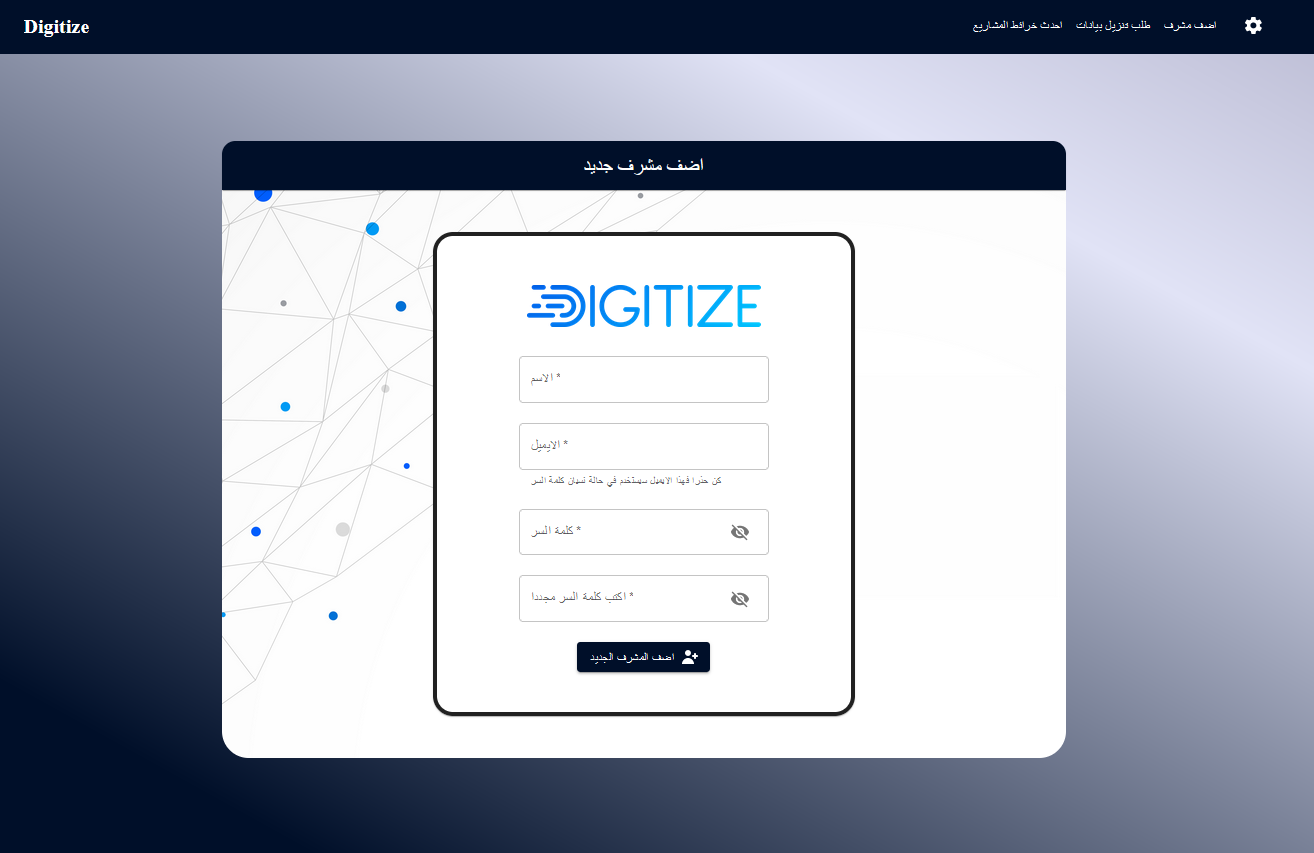 Digitize
اضف مشرف
طلب تنزيل بيانات
احدث خرائط المشاريع
اضف مشرف جديد
DIGITIZE
الاسم *
الايميل *
كن حذرا فهذا الايميل سيستخدم في حالة نسيان كلمة السر
كلمة السر *
اكتب كلمة السر مجددا *
اضف المشرف الجديد